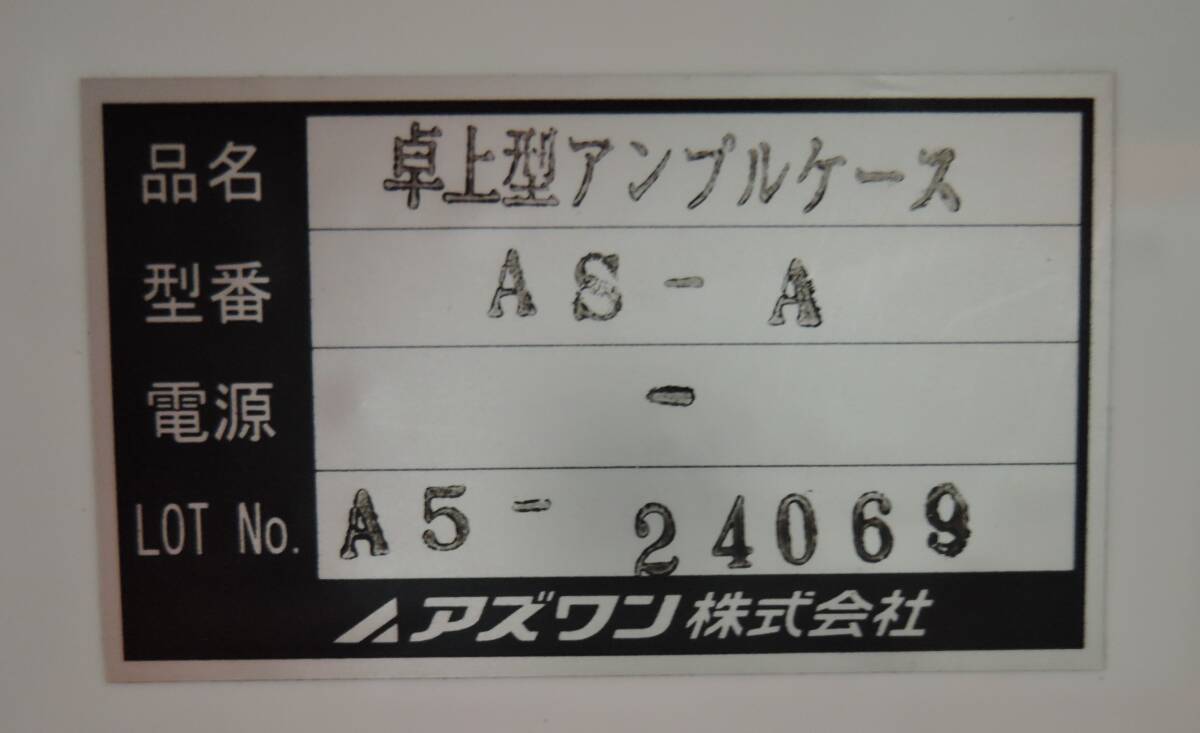 品名 卓上型アンプルケース
型番 AS-A
電源 -
LOT No. A5-24069
アズワン株式会社